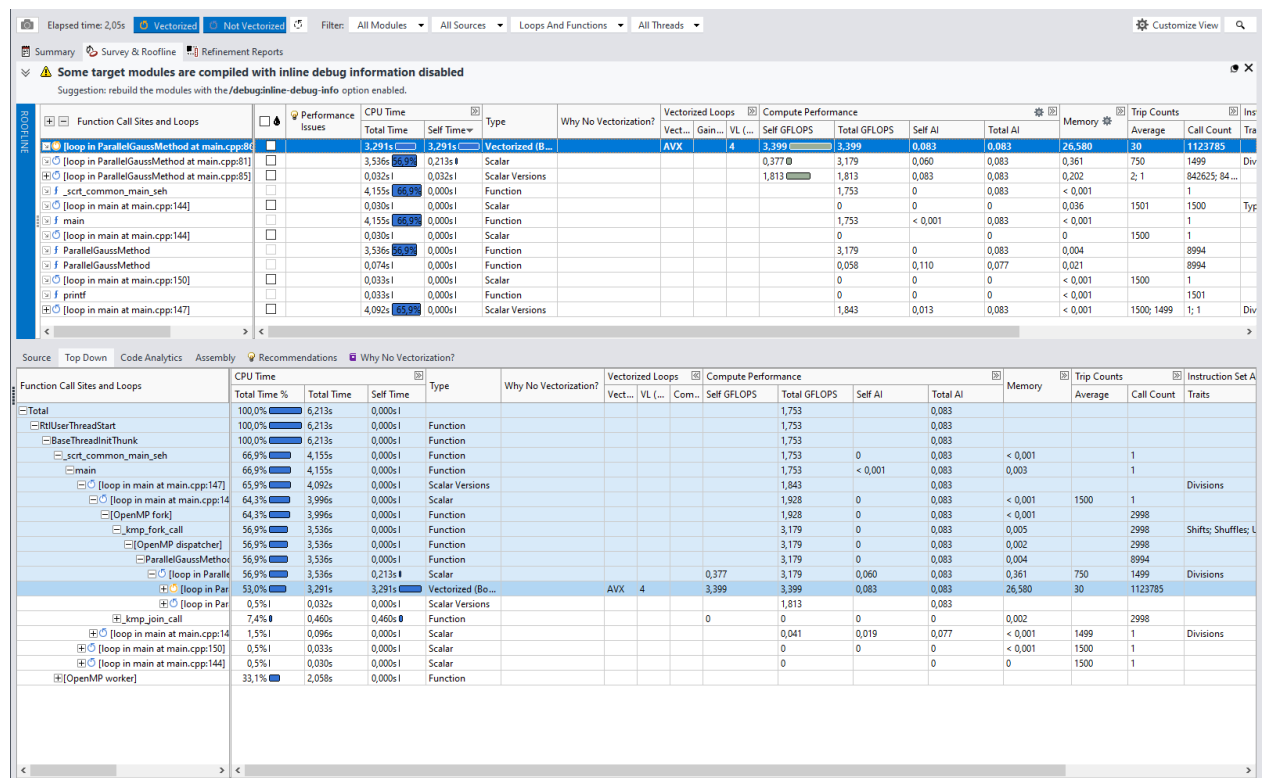 Elapsed time: 2,05s Vectorized Not Vectorized Filter: All Modules All Sources Loops And Functions All Threads Customize View
Summary Survey & Roofline Refinement Reports
Some target modules are compiled with inline debug information disabled
Suggestion: rebuild the modules with the /debug:inline-debug-info option enabled.
ROOFLINE
Function Call Sites and Loops Performance Issues CPU Time Type Why No Vectorization? Vectorized Loops Compute Performance Memory Trip Counts Ins
Total Time Self Time Vect... Gain... VL (... Self GFLOPS Total GFLOPS Self AI Total AI Average Call Count Tra
[loop in ParallelGaussMethod at main.cpp:86 3,291s 3,291s Vectorized (B... AVX 4 3,399 3,399 0,083 0,083 26,580 30 1123785
[loop in ParallelGaussMethod at main.cpp:81] 3,536s 56,9% 0,213s Scalar 0,377 3,179 0,060 0,083 0,361 750 1499 Div
[loop in ParallelGaussMethod at main.cpp:85] 0,032s 0,032s Scalar Versions 1,813 1,813 0,083 0,083 0,202 2; 1 842625; 84...
f _scrt_common_main_seh 4,155s 66,9% 0,000s Function 1,753 0 0,083 < 0,001 1
[loop in main at main.cpp:144] 0,030s 0,000s Scalar 0 0 0 0,036 1501 1500 Typ
f main 4,155s 66,9% 0,000s Function 1,753 < 0,001 0,083 < 0,001 1
[loop in main at main.cpp:144] 0,030s 0,000s Scalar 0 0 0 0 1500 1
f ParallelGaussMethod 3,536s 56,9% 0,000s Function 3,179 0 0,083 0,004 8994
f ParallelGaussMethod 0,074s 0,000s Function 0,058 0,110 0,077 0,021 8994
[loop in main at main.cpp:150] 0,033s 0,000s Scalar 0 0 0 < 0,001 1500 1
f printf 0,033s 0,000s Function 0 0 0 < 0,001 1501
[loop in main at main.cpp:147] 4,092s 65,9% 0,000s Scalar Versions 1,843 0,013 0,083 < 0,001 1500; 1499 1; 1 Div
Source Top Down Code Analytics Assembly Recommendations Why No Vectorization?
Function Call Sites and Loops CPU Time Type Why No Vectorization? Vectorized Loops Compute Performance Memory Trip Counts Instruction Set A
Total Time % Total Time Self Time Vect... VL (... Com... Self GFLOPS Total GFLOPS Self AI Total AI Average Call Count Traits
Total 100,0% 6,213s 0,000s 1,753 0,083
RtlUserThreadStart 100,0% 6,213s 0,000s Function 1,753 0,083
BaseThreadInitThunk 100,0% 6,213s 0,000s Function 1,753 0,083
_scrt_common_main_seh 66,9% 4,155s 0,000s Function 1,753 0 0,083 < 0,001 1
main 66,9% 4,155s 0,000s Function 1,753 < 0,001 0,083 0,003 1
[loop in main at main.cpp:147] 65,9% 4,092s 0,000s Scalar Versions 1,843 0,083 Divisions
[loop in main at main.cpp:14 64,3% 3,996s 0,000s Scalar 1,928 0 0,083 < 0,001 1500 1
[OpenMP fork] 64,3% 3,996s 0,000s Function 1,928 0 0,083 < 0,001 2998
_kmp_fork_call 56,9% 3,536s 0,000s Function 3,179 0 0,083 0,005 2998 Shifts; Shuffles; U
[OpenMP dispatcher] 56,9% 3,536s 0,000s Function 3,179 0 0,083 0,002 2998
ParallelGaussMethod 56,9% 3,536s 0,000s Function 3,179 0 0,083 0,004 8994
[loop in Paralle 56,9% 3,536s 0,213s Scalar 0,377 3,179 0,060 0,083 0,361 750 1499 Divisions
[loop in Par 53,0% 3,291s 3,291s Vectorized (Bo... AVX 4 3,399 3,399 0,083 0,083 26,580 30 1123785
[loop in Par 0,5% 0,032s 0,000s Scalar Versions 1,813 0,083
_kmp_join_call 7,4% 0,460s 0,460s Function 0 0 0 0 0,002 2998
[loop in main at main.cpp:14 1,5% 0,096s 0,000s Scalar 0,041 0,019 0,077 < 0,001 1499 1 Divisions
[loop in main at main.cpp:150] 0,5% 0,033s 0,000s Scalar 0 0 0 < 0,001 1500 1
[loop in main at main.cpp:144] 0,5% 0,030s 0,000s Scalar 0 0 0 1500 1
[OpenMP worker] 33,1% 2,058s 0,000s Function